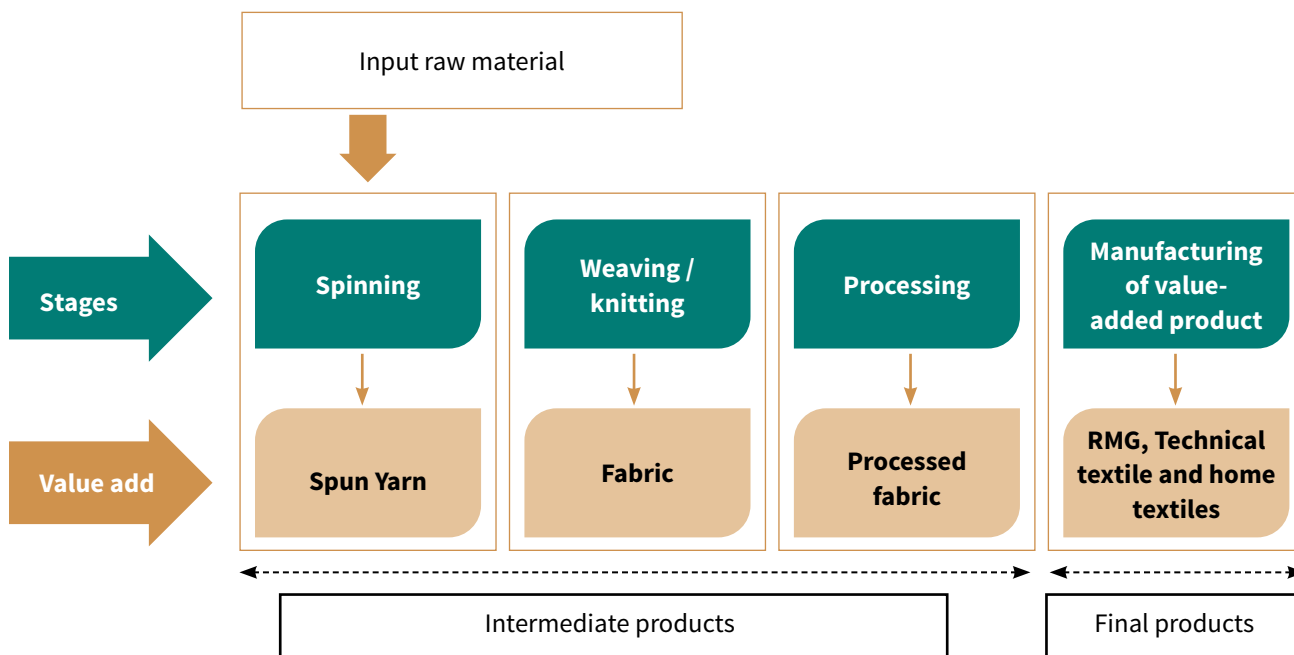 Input raw material
Stages
Spinning
Weaving /
knitting
Processing
Manufacturing
of value-
added product
Value add
Spun Yarn
Fabric
Processed
fabric
RMG, Technical
textile and home
textiles
Intermediate products
Final products